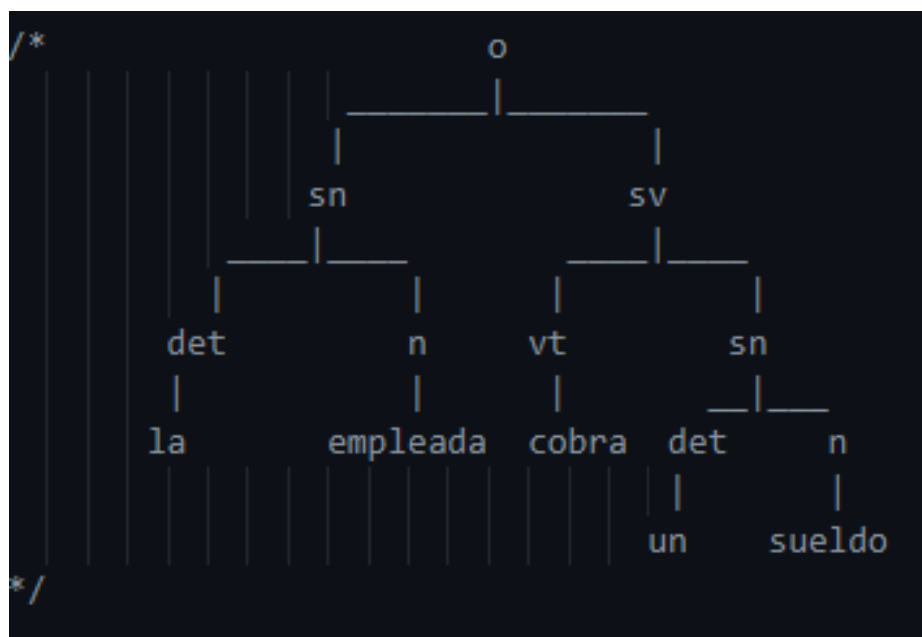 /* o
sn sv
det n vt sn
la empleada cobra det n
un sueldo
*/